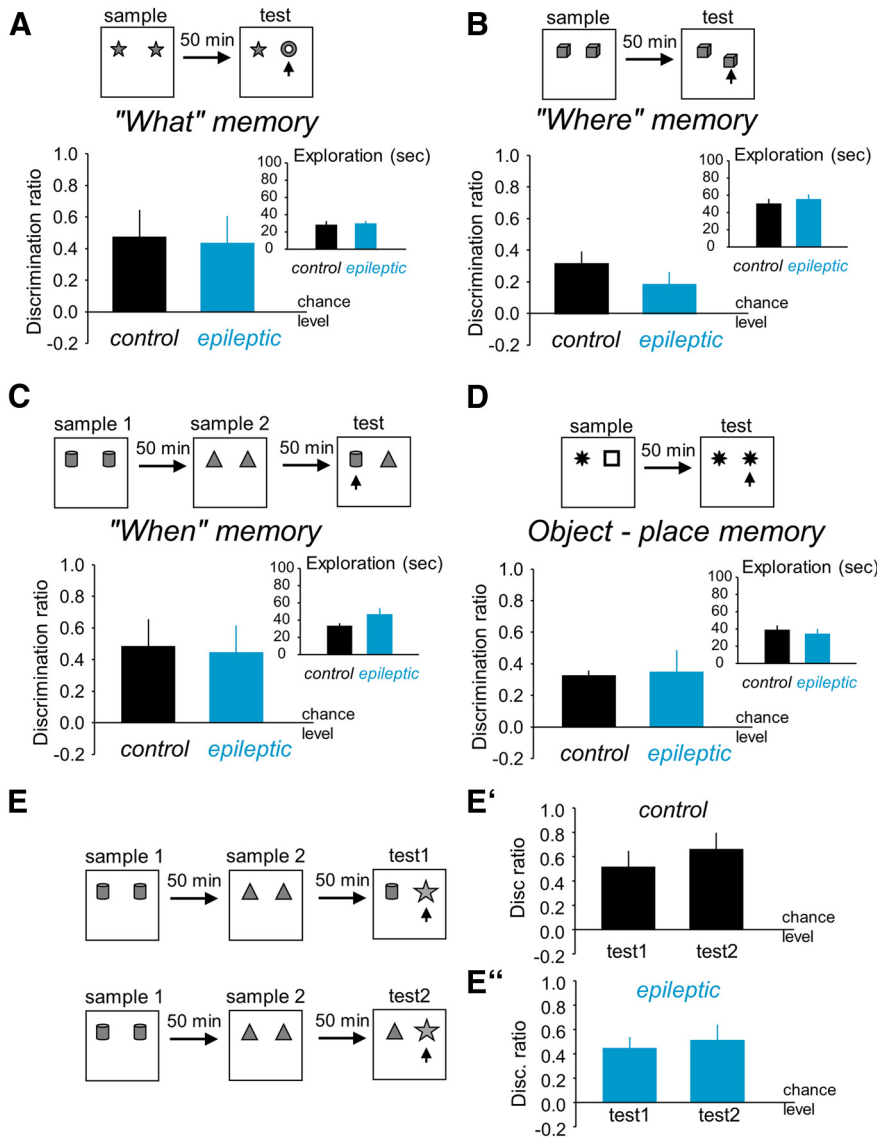 A
sample
50 min
test
"What" memory
Discrimination ratio
1.0
0.8
0.6
0.4
0.2
0.0
-0.2
control
epileptic
chance
level
Exploration (sec)
100
80
60
40
20
0
control epileptic
B
sample
50 min
test
"Where" memory
Discrimination ratio
1.0
0.8
0.6
0.4
0.2
0.0
-0.2
control
epileptic
chance
level
Exploration (sec)
100
80
60
40
20
0
control epileptic
C
sample 1
50 min
sample 2
50 min
test
"When" memory
Discrimination ratio
1.0
0.8
0.6
0.4
0.2
0.0
-0.2
control
epileptic
chance
level
Exploration (sec)
100
80
60
40
20
0
control epileptic
D
sample
50 min
test
Object - place memory
Discrimination ratio
1.0
0.8
0.6
0.4
0.2
0.0
-0.2
control
epileptic
chance
level
Exploration (sec)
100
80
60
40
20
0
control epileptic
E
sample 1
50 min
sample 2
50 min
test1
sample 1
50 min
sample 2
50 min
test2
E‘
control
Disc ratio
1.0
0.8
0.6
0.4
0.2
0.0
-0.2
test1
test2
chance
level
E“
epileptic
Disc. ratio
1.0
0.8
0.6
0.4
0.2
0.0
-0.2
test1
test2
chance
level